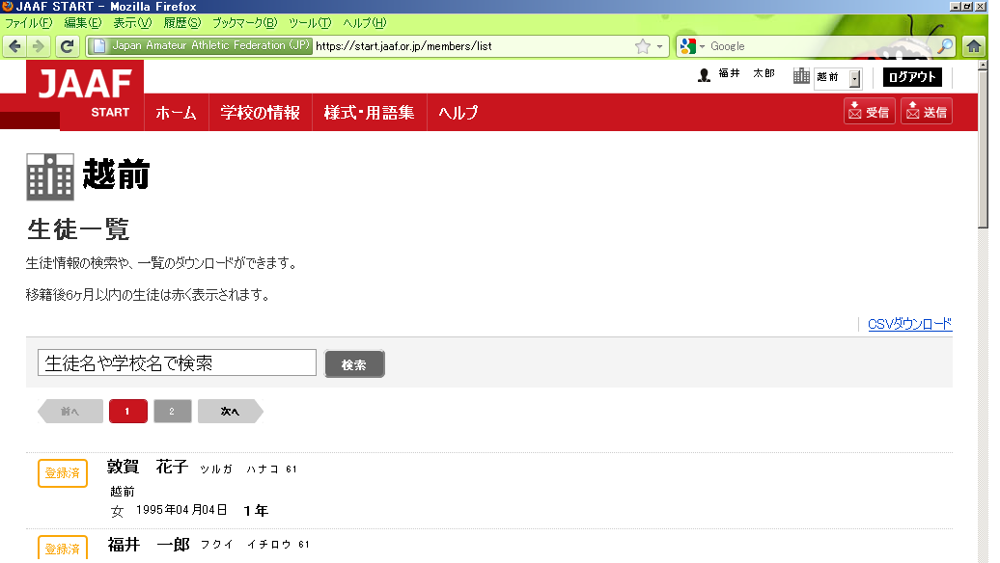 JAAF START - Mozilla Firefox
ファイル(F) 編集(E) 表示(V) 履歴(S) ブックマーク(B) ツール(T) ヘルプ(H)
Japan Amateur Athletic Federation (JP) https://start.jaaf.or.jp/members/list Google
福井 太郎 越前 ログアウト
JAAF
START
ホーム 学校の情報 様式・用語集 ヘルプ 受信 送信
越前
生徒一覧
生徒情報の検索や、一覧のダウンロードができます。
移籍後6ヶ月以内の生徒は赤く表示されます。
CSVダウンロード
生徒名や学校名で検索 検索
前へ 1 2 次へ
登録済 敦賀 花子 ツルガ ハナコ 61
越前
女 1995年04月04日 1年
登録済 福井 一郎 フクイ イチロウ 61